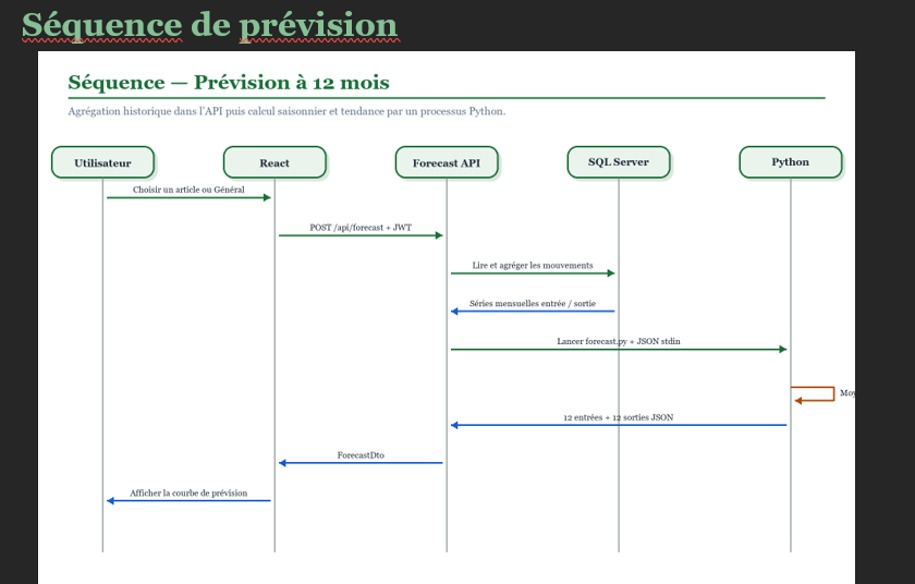 Séquence de prévision
Séquence — Prévision à 12 mois
Agrégation historique dans l'API puis calcul saisonnier et tendance par un processus Python.
Utilisateur
React
Forecast API
SQL Server
Python
Choisir un article ou Général
POST /api/forecast + JWT
Lire et agréger les mouvements
Séries mensuelles entrée / sortie
Lancer forecast.py + JSON stdin
12 entrées + 12 sorties JSON
ForecastDto
Afficher la courbe de prévision